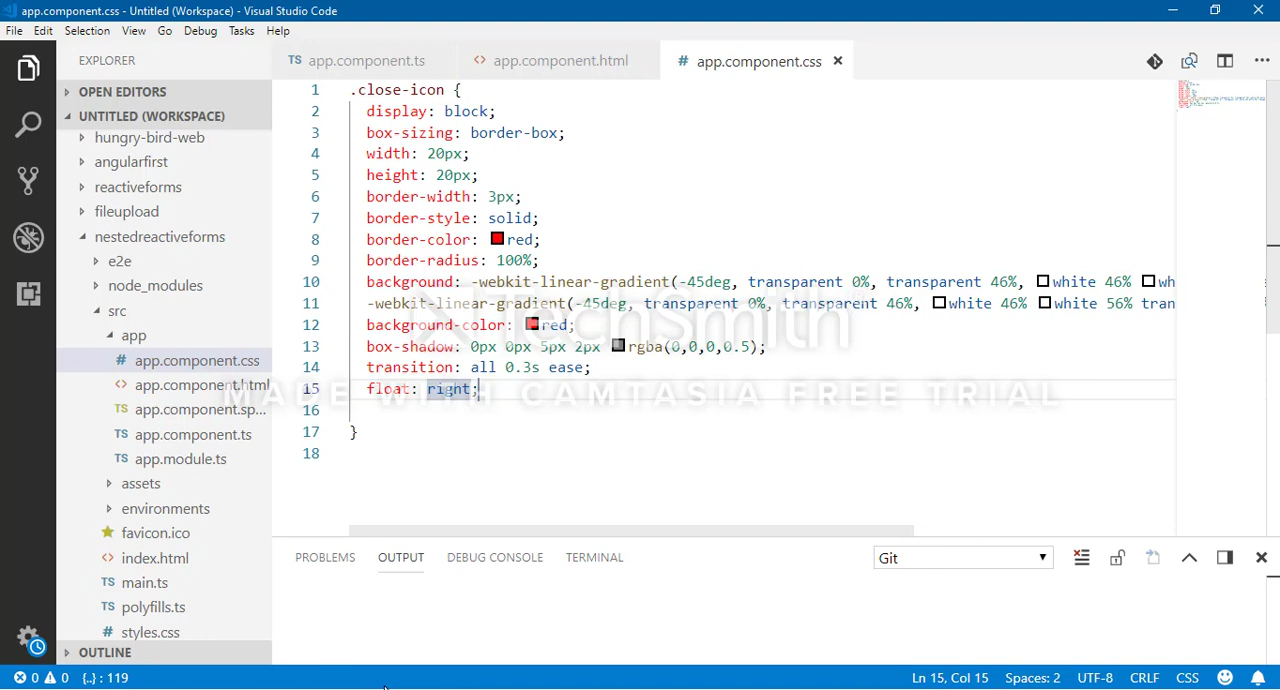 app.component.css - Untitled (Workspace) - Visual Studio Code
File Edit Selection View Go Debug Tasks Help
EXPLORER
OPEN EDITORS
UNTITLED (WORKSPACE)
hungry-bird-web
angularfirst
reactiveforms
fileupload
nestedreactiveforms
e2e
node_modules
src
app
# app.component.css
<> app.component.html
TS app.component.sp...
TS app.component.ts
TS app.module.ts
assets
environments
favicon.ico
<> index.html
TS main.ts
TS polyfills.ts
# styles.css
OUTLINE
TS app.component.ts <> app.component.html # app.component.css
1 .close-icon {
2 display: block;
3 box-sizing: border-box;
4 width: 20px;
5 height: 20px;
6 border-width: 3px;
7 border-style: solid;
8 border-color: red;
9 border-radius: 100%;
10 background: -webkit-linear-gradient(-45deg, transparent 0%, transparent 46%, white 46% whi
11 -webkit-linear-gradient(-45deg, transparent 0%, transparent 46%, white 46% white 56% tran
12 background-color: red;
13 box-shadow: 0px 0px 5px 2px rgba(0,0,0,0.5);
14 transition: all 0.3s ease;
15 float: right;
16
17 }
18
TechSmith
MADE WITH CAMTASIA FREE TRIAL
PROBLEMS OUTPUT DEBUG CONSOLE TERMINAL
Git
0 0 {..} : 119
Ln 15, Col 15 Spaces: 2 UTF-8 CRLF CSS